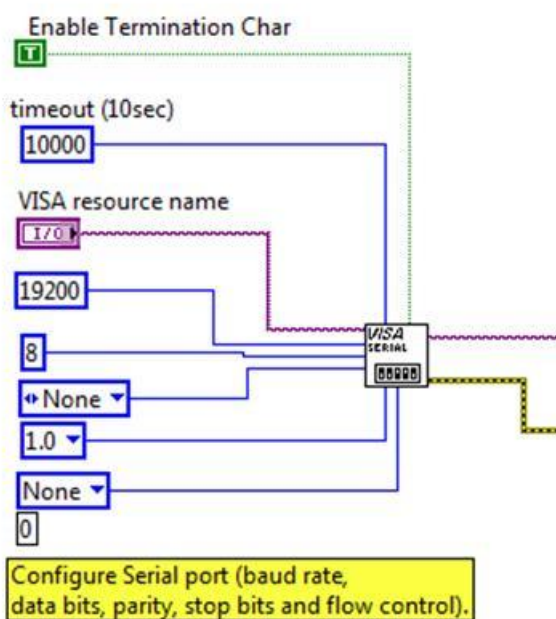 Enable Termination Char
T
timeout (10sec)
10000
VISA resource name
I/O
19200
VISA
SERIAL
8
None
1.0
None
0
Configure Serial port (baud rate,
data bits, parity, stop bits and flow control).